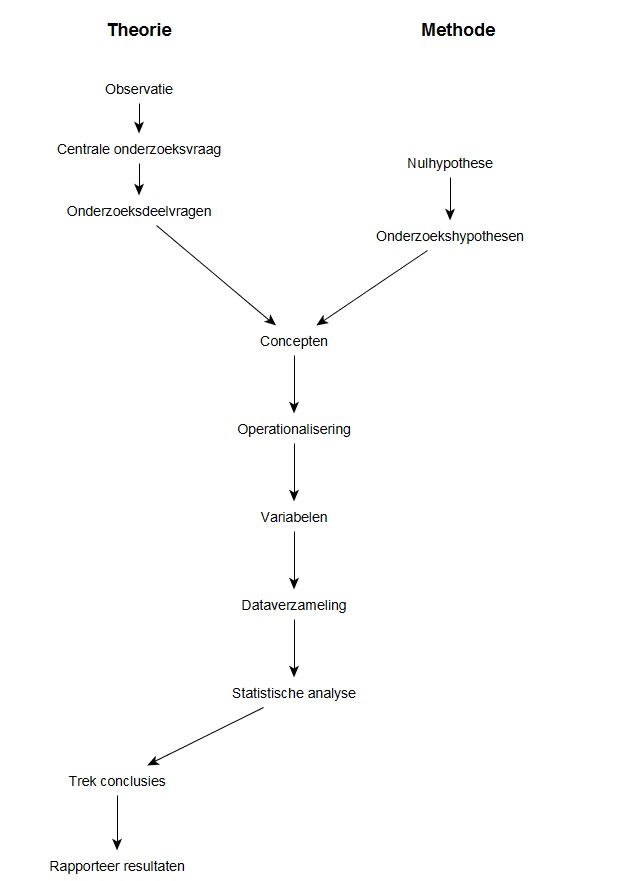 Theorie
Methode
Observatie
Centrale onderzoeksvraag
Nulhypothese
Onderzoeksdeelvragen
Onderzoekshypothesen
Concepten
Operationalisering
Variabelen
Dataverzameling
Statistische analyse
Trek conclusies
Rapporteer resultaten